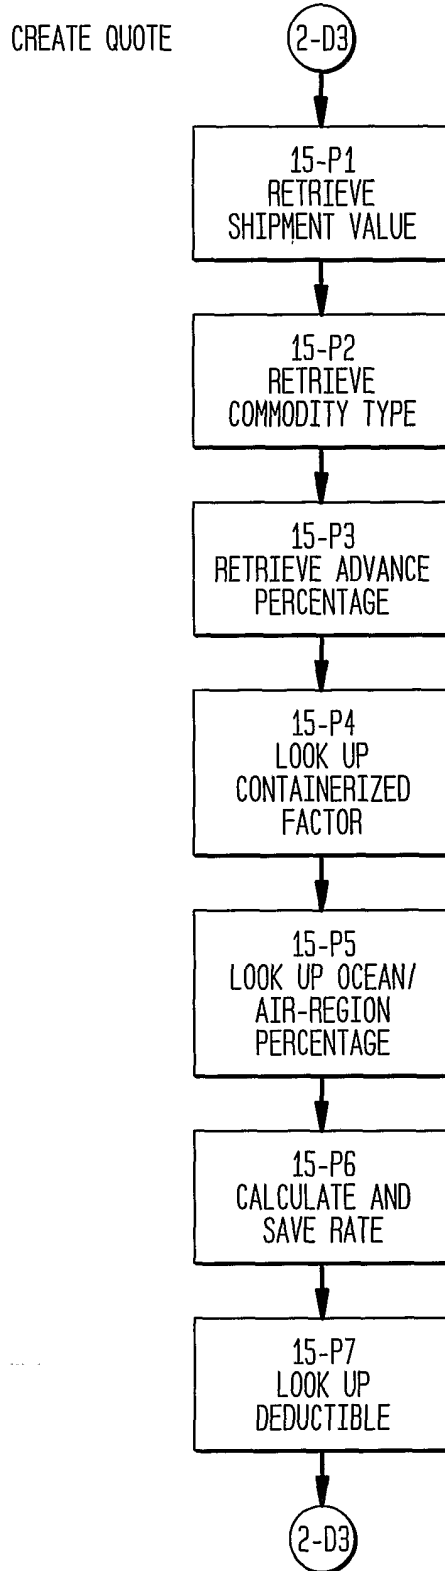 CREATE QUOTE
2-D3
15-P1
RETRIEVE
SHIPMENT VALUE
15-P2
RETRIEVE
COMMODITY TYPE
15-P3
RETRIEVE ADVANCE
PERCENTAGE
15-P4
LOOK UP
CONTAINERIZED
FACTOR
15-P5
LOOK UP OCEAN/
AIR-REGION
PERCENTAGE
15-P6
CALCULATE AND
SAVE RATE
15-P7
LOOK UP
DEDUCTIBLE
2-D3